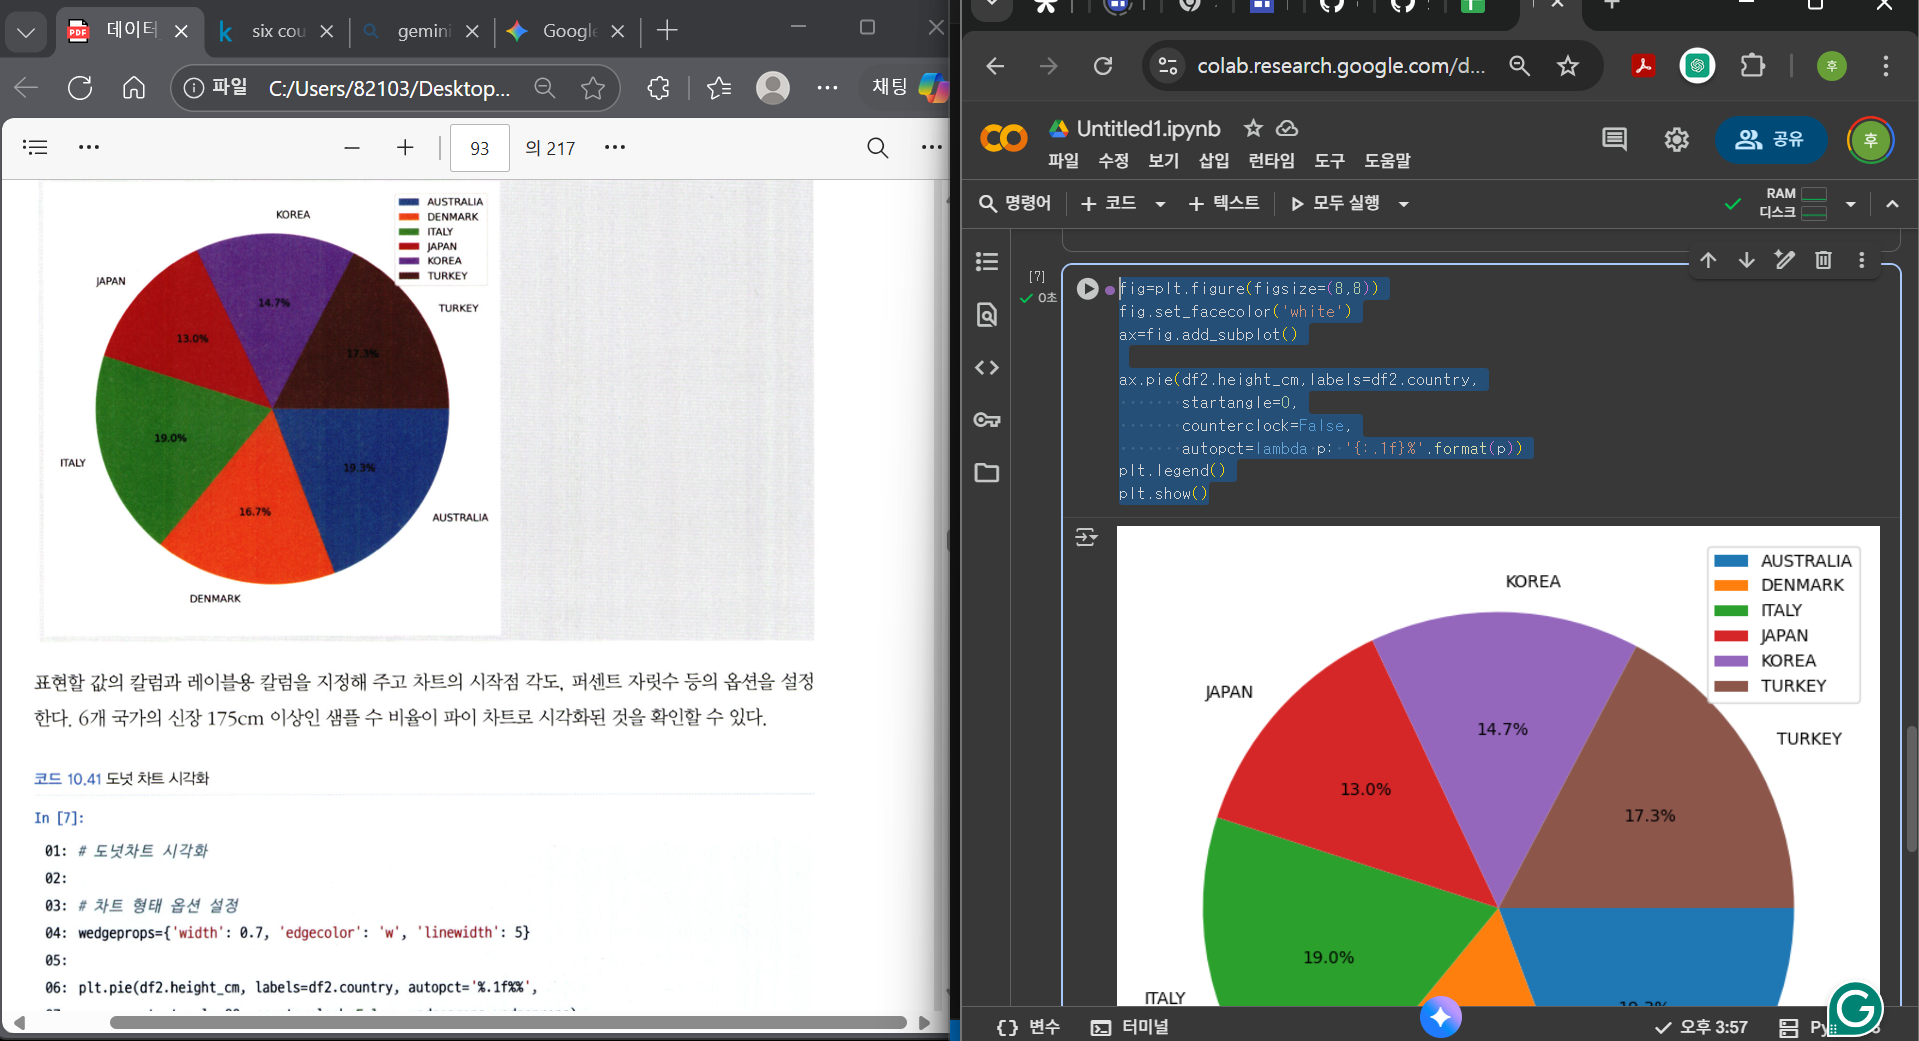 데이터
six cou
gemini
Google
파일
C:/Users/82103/Desktop...
채팅
93
의 217
KOREA
AUSTRALIA
DENMARK
ITALY
JAPAN
KOREA
TURKEY
JAPAN
TURKEY
14.7%
13.0%
17.3%
19.0%
19.3%
ITALY
16.7%
AUSTRALIA
DENMARK
표현할 값의 칼럼과 레이블용 칼럼을 지정해 주고 차트의 시작점 각도, 퍼센트 자릿수 등의 옵션을 설정
한다. 6개 국가의 신장 175cm 이상인 샘플 수 비율이 파이 차트로 시각화된 것을 확인할 수 있다.
코드 10.41 도넛 차트 시각화
In [7]:
01: # 도넛차트 시각화
02:
03: # 차트 형태 옵션 설정
04: wedgeprops={'width': 0.7, 'edgecolor': 'w', 'linewidth': 5}
05:
06: plt.pie(df2.height_cm, labels=df2.country, autopct='%.1f%%',
colab.research.google.com/d...
후
Untitled1.ipynb
파일 수정 보기 삽입 런타임 도구 도움말
공유
후
명령어
+ 코드
+ 텍스트
모두 실행
RAM
디스크
[7]
0초
fig=plt.figure(figsize=(8,8))
fig.set_facecolor('white')
ax=fig.add_subplot()
ax.pie(df2.height_cm,labels=df2.country,
startangle=0,
counterclock=False,
autopct=lambda p: '{:.1f}%'.format(p))
plt.legend()
plt.show()
AUSTRALIA
DENMARK
ITALY
JAPAN
KOREA
TURKEY
KOREA
JAPAN
TURKEY
14.7%
13.0%
17.3%
19.0%
ITALY
19.3%
변수
터미널
오후 3:57